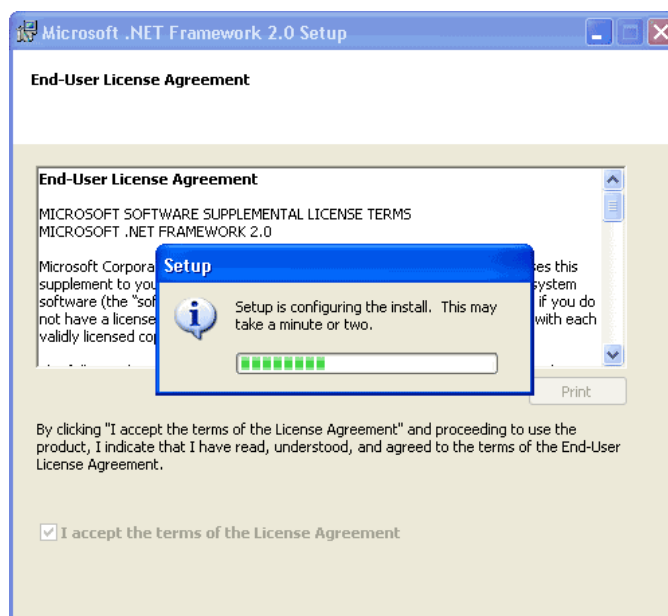 Microsoft .NET Framework 2.0 Setup
End-User License Agreement
End-User License Agreement
MICROSOFT SOFTWARE SUPPLEMENTAL LICENSE TERMS
MICROSOFT .NET FRAMEWORK 2.0
Microsoft ses this
supplement to you system
software (the if you do
not have a license with each
validly licensed
Setup
Setup is configuring the install. This may
take a minute or two.
Print
By clicking "I accept the terms of the License Agreement" and proceeding to use the
product, I indicate that I have read, understood, and agreed to the terms of the End-User
License Agreement.
I accept the terms of the License Agreement